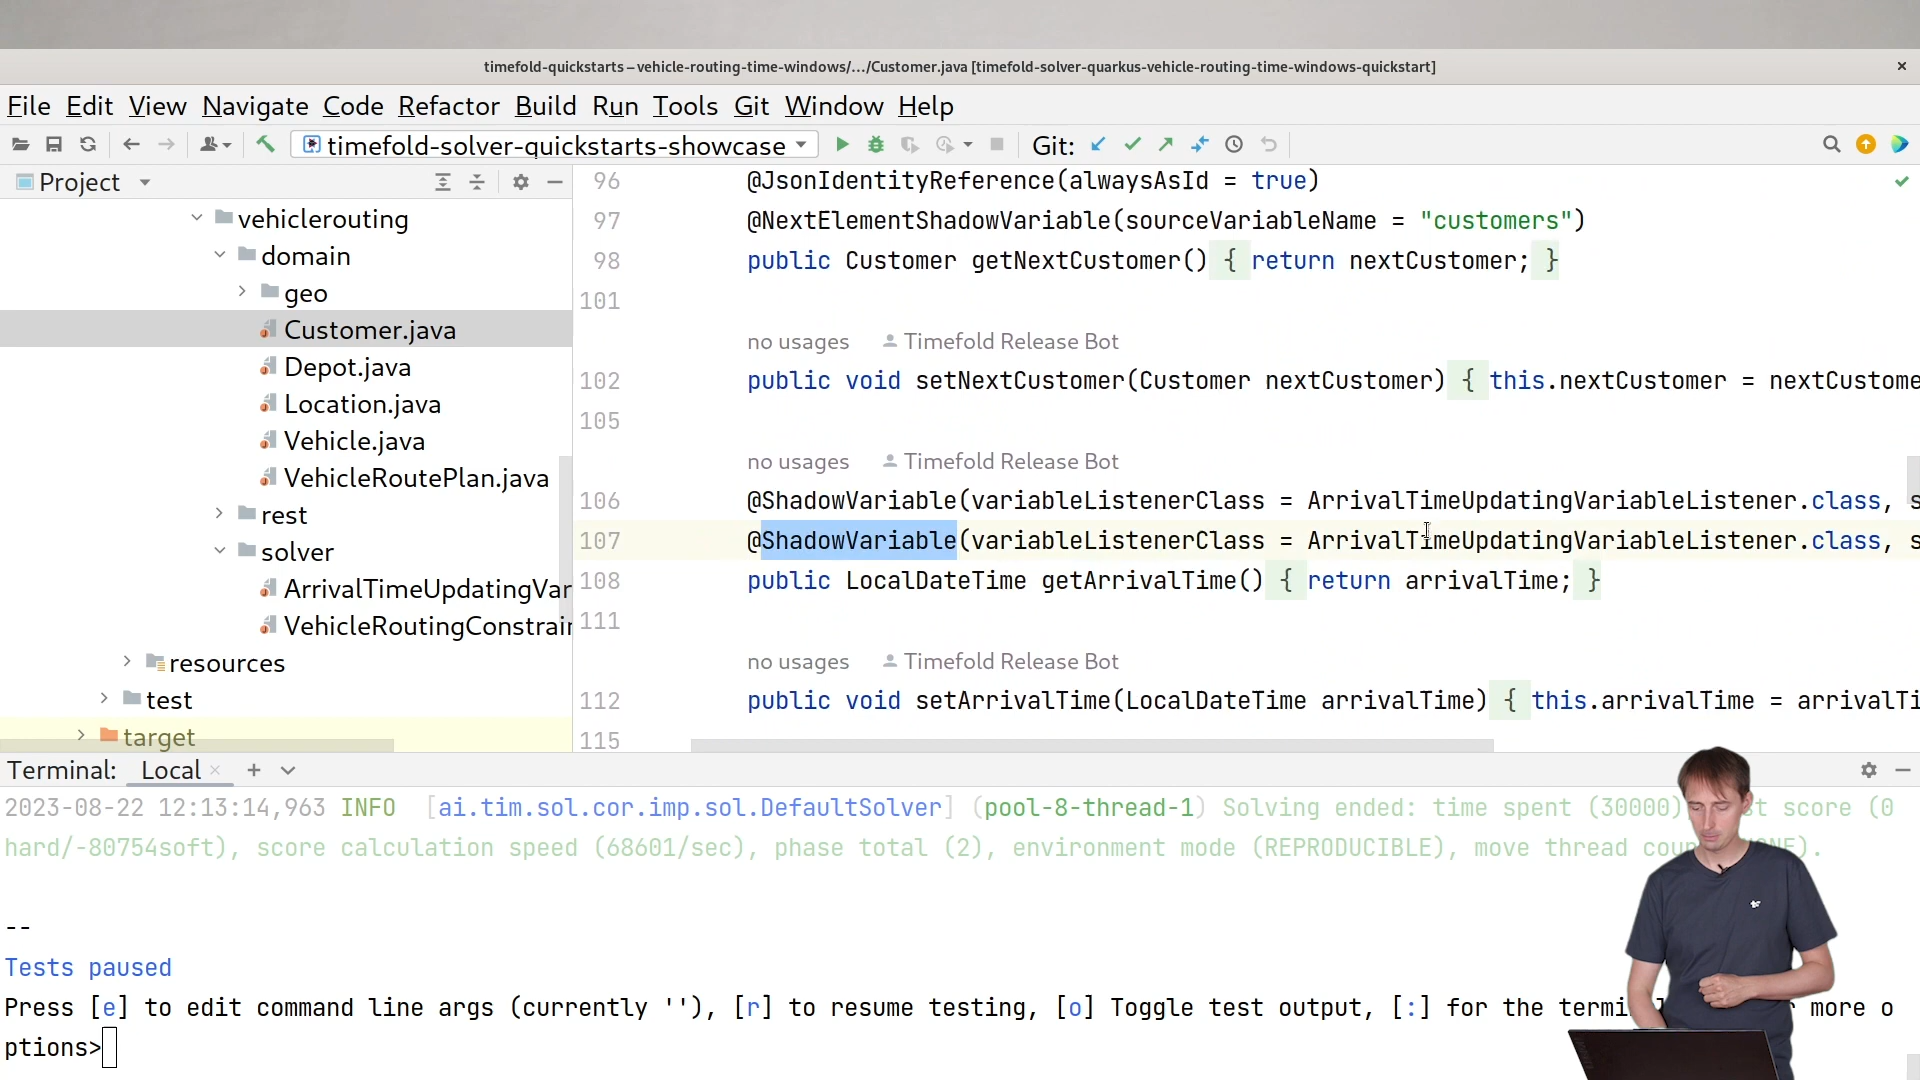 timefold-quickstarts – vehicle-routing-time-windows/.../Customer.java [timefold-solver-quarkus-vehicle-routing-time-windows-quickstart]
File Edit View Navigate Code Refactor Build Run Tools Git Window Help
timefold-solver-quickstarts-showcase Git:
Project
vehiclerouting
domain
geo
Customer.java
Depot.java
Location.java
Vehicle.java
VehicleRoutePlan.java
rest
solver
ArrivalTimeUpdatingVar
VehicleRoutingConstrain
resources
test
target
96 @JsonIdentityReference(alwaysAsId = true)
97 @NextElementShadowVariable(sourceVariableName = "customers")
98 public Customer getNextCustomer() { return nextCustomer; }
101
no usages Timefold Release Bot
102 public void setNextCustomer(Customer nextCustomer) { this.nextCustomer = nextCustome
105
no usages Timefold Release Bot
106 @ShadowVariable(variableListenerClass = ArrivalTimeUpdatingVariableListener.class, s
107 @ShadowVariable(variableListenerClass = ArrivalTimeUpdatingVariableListener.class, s
108 public LocalDateTime getArrivalTime() { return arrivalTime; }
111
no usages Timefold Release Bot
112 public void setArrivalTime(LocalDateTime arrivalTime) { this.arrivalTime = arrivalTi
115
Terminal: Local
2023-08-22 12:13:14,963 INFO [ai.tim.sol.cor.imp.sol.DefaultSolver] (pool-8-thread-1) Solving ended: time spent (30000) st score (0
hard/-80754soft), score calculation speed (68601/sec), phase total (2), environment mode (REPRODUCIBLE), move thread cou NE).
--
Tests paused
Press [e] to edit command line args (currently ''), [r] to resume testing, [o] Toggle test output, [:] for the termi more o
ptions>